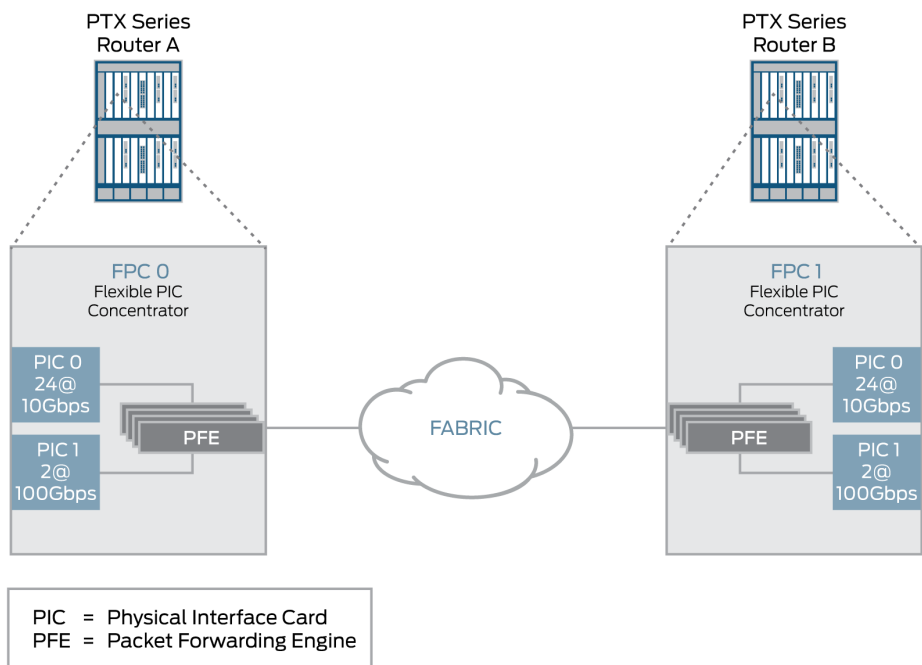 PTX Series
Router A
PTX Series
Router B
FPC 0
Flexible PIC
Concentrator
PIC 0
24@
10Gbps
PIC 1
2@
100Gbps
PFE
FABRIC
FPC 1
Flexible PIC
Concentrator
PFE
PIC 0
24@
10Gbps
PIC 1
2@
100Gbps
PIC = Physical Interface Card
PFE = Packet Forwarding Engine